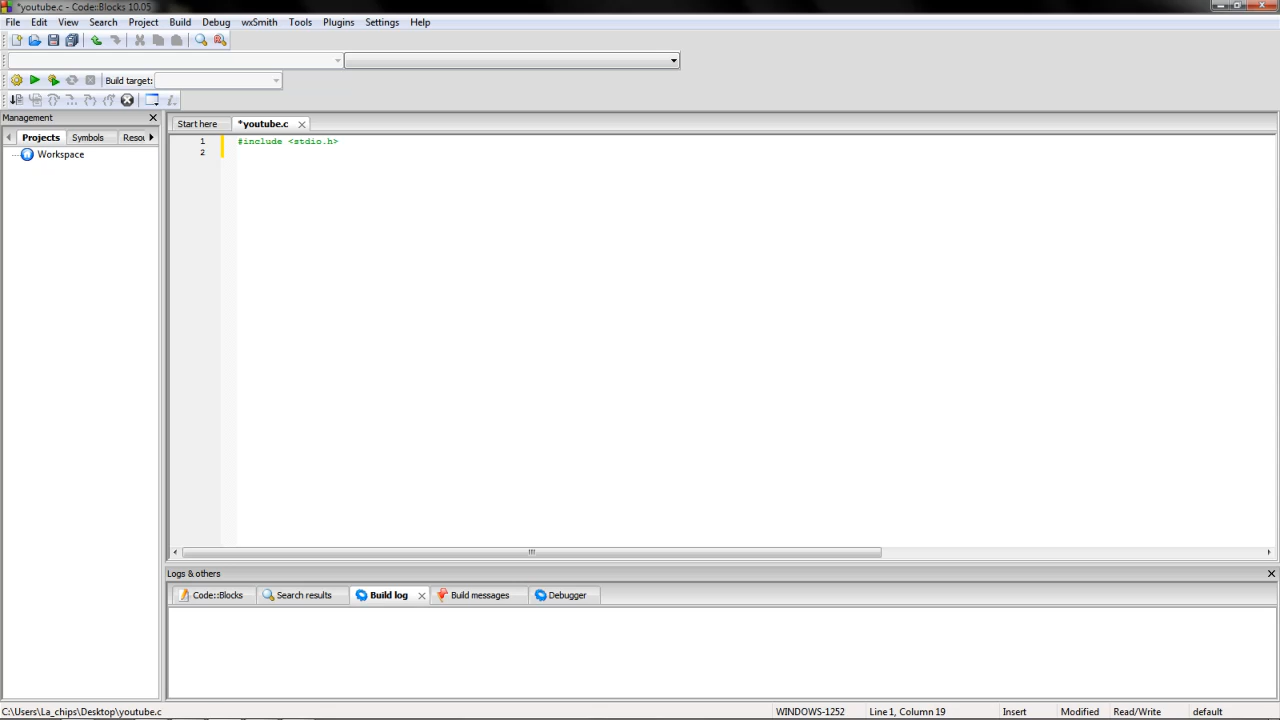 *youtube.c - Code::Blocks 10.05
File Edit View Search Project Build Debug wxSmith Tools Plugins Settings Help
Build target:
Management
Projects Symbols Resou
Workspace
Start here *youtube.c
1 #include <stdio.h>
2
Logs & others
Code::Blocks Search results Build log Build messages Debugger
C:\Users\La_chips\Desktop\youtube.c WINDOWS-1252 Line 1, Column 19 Insert Modified Read/Write default